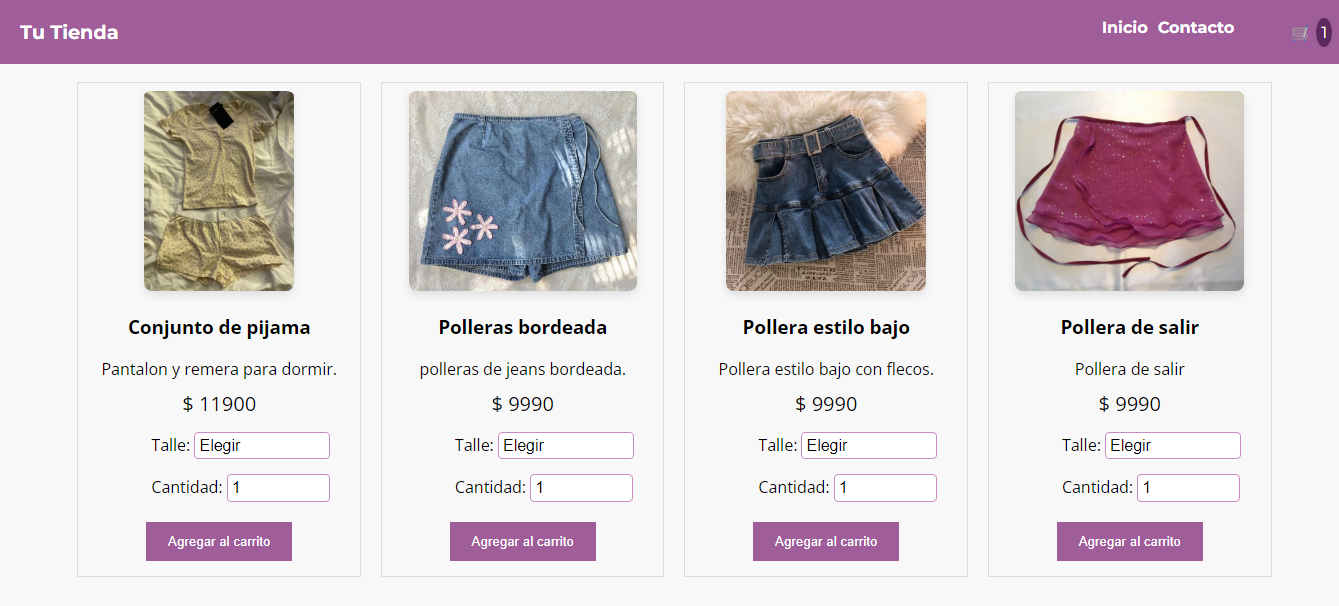 Tu Tienda
Inicio Contacto
1
Conjunto de pijama
Pantalon y remera para dormir.
$ 11900
Talle: Elegir
Cantidad: 1
Agregar al carrito
Polleras bordeada
polleras de jeans bordeada.
$ 9990
Talle: Elegir
Cantidad: 1
Agregar al carrito
Pollera estilo bajo
Pollera estilo bajo con flecos.
$ 9990
Talle: Elegir
Cantidad: 1
Agregar al carrito
Pollera de salir
Pollera de salir
$ 9990
Talle: Elegir
Cantidad: 1
Agregar al carrito